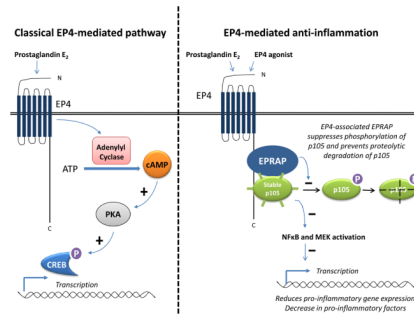 Classical EP4-mediated pathway
Prostaglandin E2
N
EP4
Adenylyl
Cyclase
ATP
cAMP
+
PKA
C
+
P
CREB
Transcription
EP4-mediated anti-inflammation
Prostaglandin E2
EP4 agonist
N
EP4
EP4-associated EPRAP
suppresses phosphorylation of
p105 and prevents proteolytic
degradation of p105
EPRAP
Stable
p105
–
P
p105
P
p105
–
C
NFκB and MEK activation
–
Transcription
Reduces pro-inflammatory gene expression
Decrease in pro-inflammatory factors